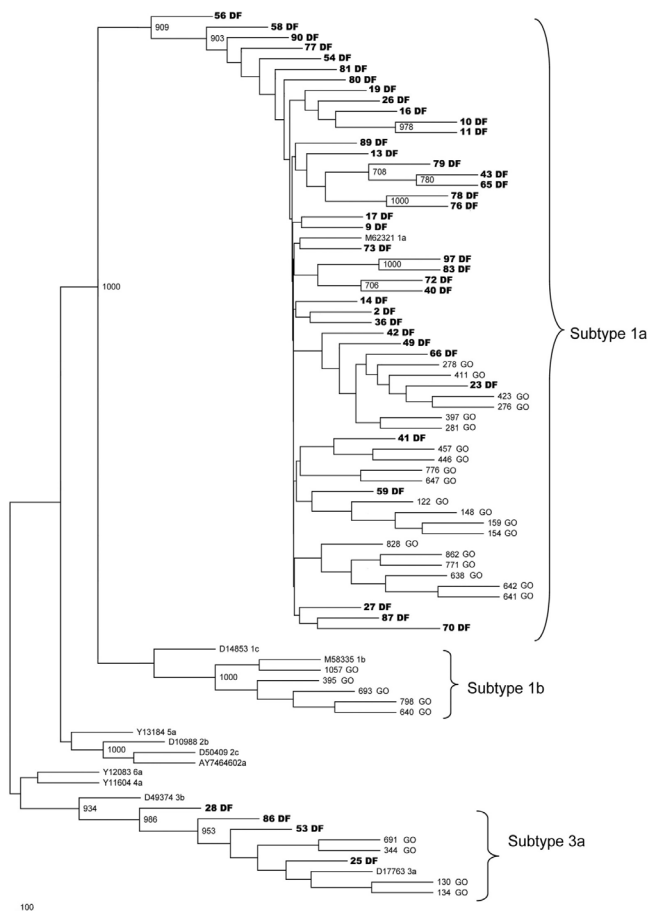 56 DF
909
58 DF
903
90 DF
77 DF
54 DF
81 DF
80 DF
19 DF
26 DF
16 DF
10 DF
978
11 DF
89 DF
13 DF
79 DF
708
43 DF
780
65 DF
78 DF
1000
76 DF
17 DF
9 DF
M62321 1a
73 DF
97 DF
1000
83 DF
72 DF
706
40 DF
1000
14 DF
2 DF
36 DF
42 DF
Subtype 1a
49 DF
66 DF
278 GO
411 GO
23 DF
423 GO
276 GO
397 GO
281 GO
41 DF
457 GO
446 GO
776 GO
647 GO
59 DF
122 GO
148 GO
159 GO
154 GO
828 GO
862 GO
771 GO
638 GO
642 GO
641 GO
27 DF
87 DF
70 DF
D14853 1c
M58335 1b
1057 GO
1000
395 GO
Subtype 1b
693 GO
798 GO
640 GO
Y13184 5a
D10988 2b
1000
D50409 2c
AY7464602a
Y12083 6a
Y11604 4a
D49374 3b
934
28 DF
986
86 DF
953
53 DF
691 GO
Subtype 3a
344 GO
25 DF
D17763 3a
130 GO
134 GO
100